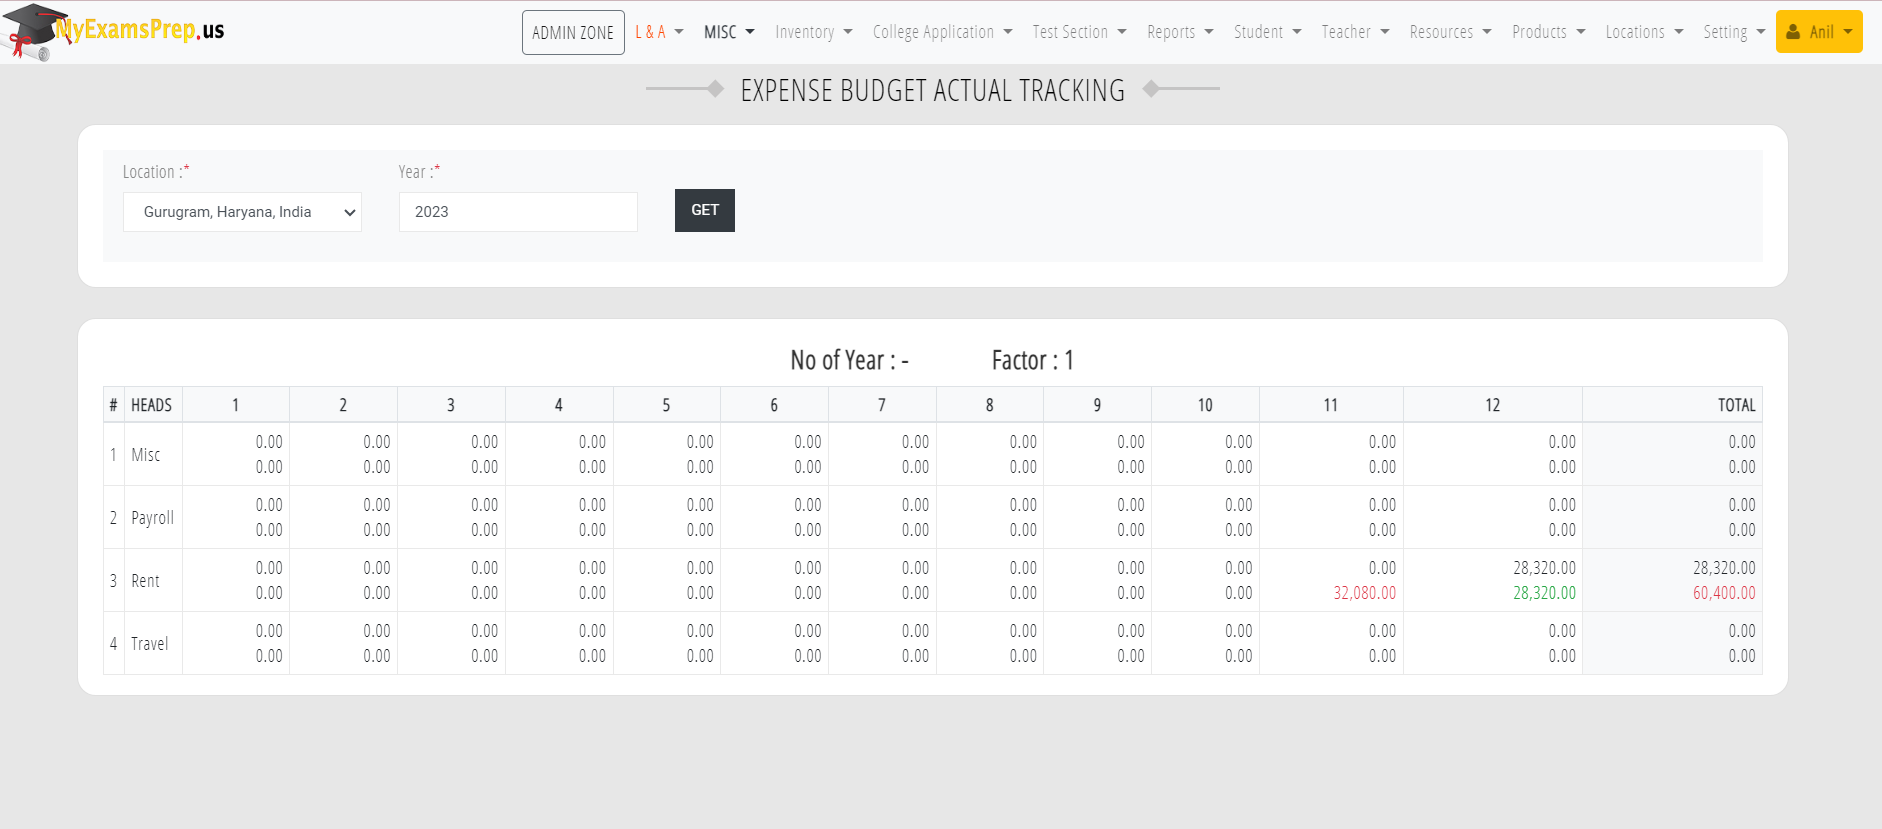 MyExamsPrep.us
ADMIN ZONE L & A MISC Inventory College Application Test Section Reports Student Teacher Resources Products Locations Setting Anil
EXPENSE BUDGET ACTUAL TRACKING
Location :* Year :*
Gurugram, Haryana, India 2023 GET
No of Year : - Factor : 1
# HEADS 1 2 3 4 5 6 7 8 9 10 11 12 TOTAL
1 Misc 0.00 0.00 0.00 0.00 0.00 0.00 0.00 0.00 0.00 0.00 0.00 0.00 0.00
0.00 0.00 0.00 0.00 0.00 0.00 0.00 0.00 0.00 0.00 0.00 0.00 0.00
2 Payroll 0.00 0.00 0.00 0.00 0.00 0.00 0.00 0.00 0.00 0.00 0.00 0.00 0.00
0.00 0.00 0.00 0.00 0.00 0.00 0.00 0.00 0.00 0.00 0.00 0.00 0.00
3 Rent 0.00 0.00 0.00 0.00 0.00 0.00 0.00 0.00 0.00 0.00 0.00 28,320.00 28,320.00
0.00 0.00 0.00 0.00 0.00 0.00 0.00 0.00 0.00 0.00 32,080.00 28,320.00 60,400.00
4 Travel 0.00 0.00 0.00 0.00 0.00 0.00 0.00 0.00 0.00 0.00 0.00 0.00 0.00
0.00 0.00 0.00 0.00 0.00 0.00 0.00 0.00 0.00 0.00 0.00 0.00 0.00